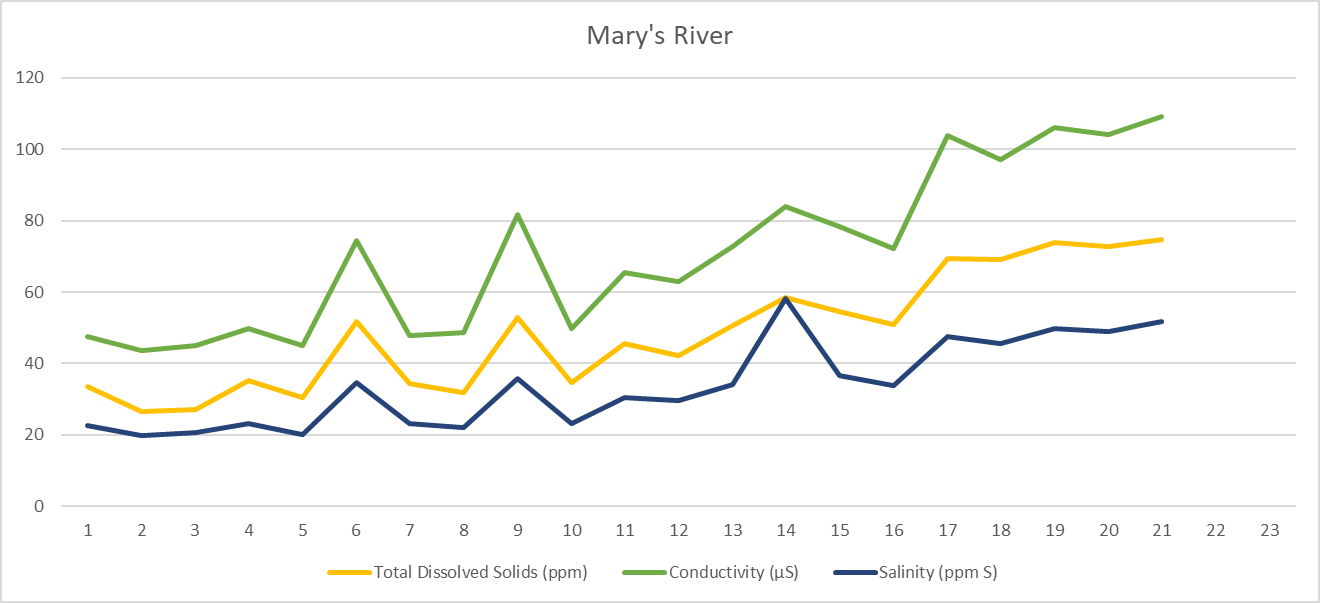 Mary's River
120
100
80
60
40
20
0
1 2 3 4 5 6 7 8 9 10 11 12 13 14 15 16 17 18 19 20 21 22 23
Total Dissolved Solids (ppm) Conductivity (µS) Salinity (ppm S)